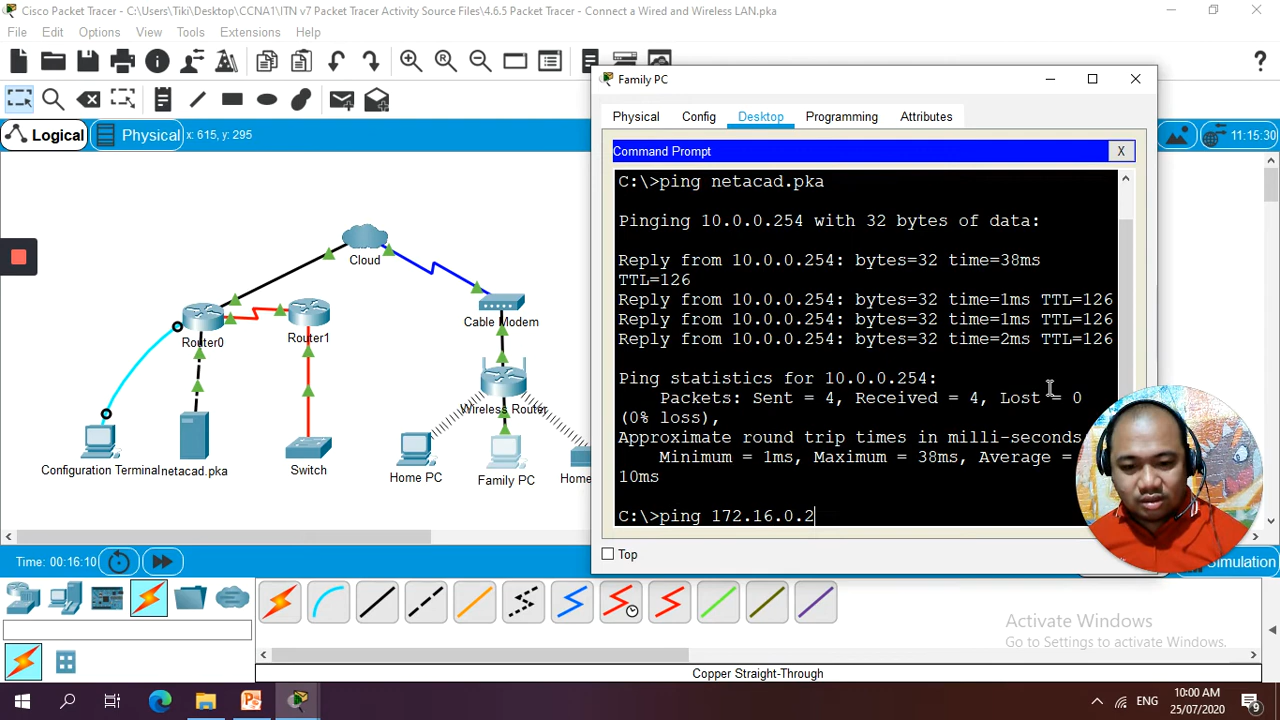 Cisco Packet Tracer - C:\Users\Tiki\Desktop\CCNA1\ITN v7 Packet Tracer Activity Source Files\4.6.5 Packet Tracer - Connect a Wired and Wireless LAN.pka
File Edit Options View Tools Extensions Help
Logical Physical x: 615, y: 295
11:15:30
Family PC
Physical Config Desktop Programming Attributes
Command Prompt X
C:\>ping netacad.pka
Pinging 10.0.0.254 with 32 bytes of data:
Reply from 10.0.0.254: bytes=32 time=38ms
TTL=126
Reply from 10.0.0.254: bytes=32 time=1ms TTL=126
Reply from 10.0.0.254: bytes=32 time=1ms TTL=126
Reply from 10.0.0.254: bytes=32 time=2ms TTL=126
Ping statistics for 10.0.0.254:
Packets: Sent = 4, Received = 4, Lost = 0
(0% loss),
Approximate round trip times in milli-seconds
Minimum = 1ms, Maximum = 38ms, Average =
10ms
C:\>ping 172.16.0.2
Top
Cloud
Cable Modem
Router0
Router1
Wireless Router
Configuration Terminal
netacad.pka
Switch
Home PC
Family PC
Home
Time: 00:16:10
Simulation
Activate Windows
Go to Settings to activate Windows.
Copper Straight-Through
ENG
10:00 AM
25/07/2020
9